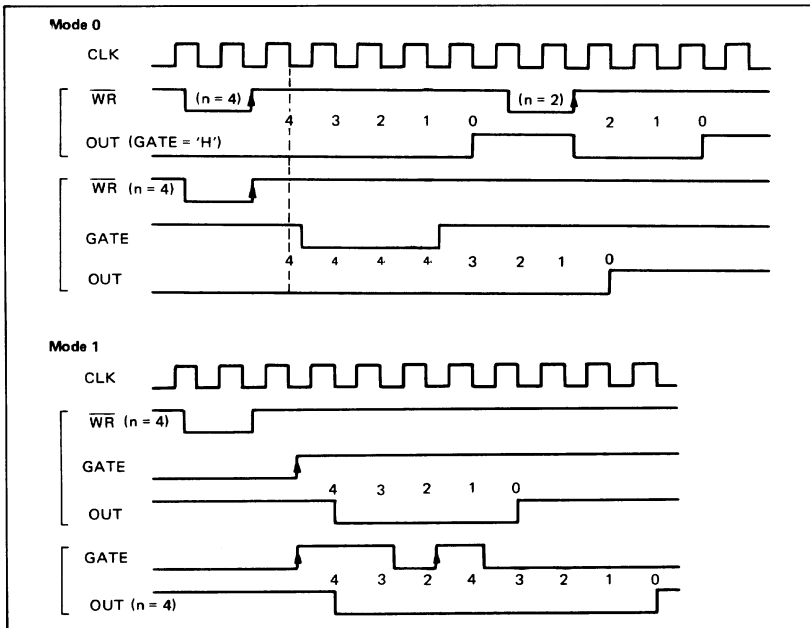 Mode 0
CLK
WR (n = 4) (n = 2)
4 3 2 1 0 2 1 0
OUT (GATE = 'H')
WR (n = 4)
GATE
4 4 4 4 3 2 1 0
OUT
Mode 1
CLK
WR (n = 4)
GATE
4 3 2 1 0
OUT
GATE
4 3 2 4 3 2 1 0
OUT (n = 4)